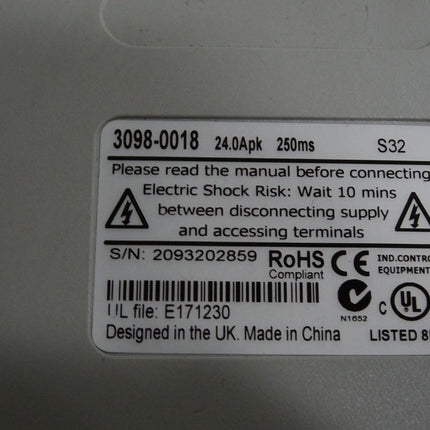 3098-0018 24.0Apk 250ms S32
Please read the manual before connecting
Electric Shock Risk: Wait 10 mins
between disconnecting supply
and accessing terminals
S/N: 2093202859 RoHS Compliant CE IND.CONTRO
EQUIPMENT
N1652 C UL
UL file: E171230
Designed in the UK. Made in China LISTED 8